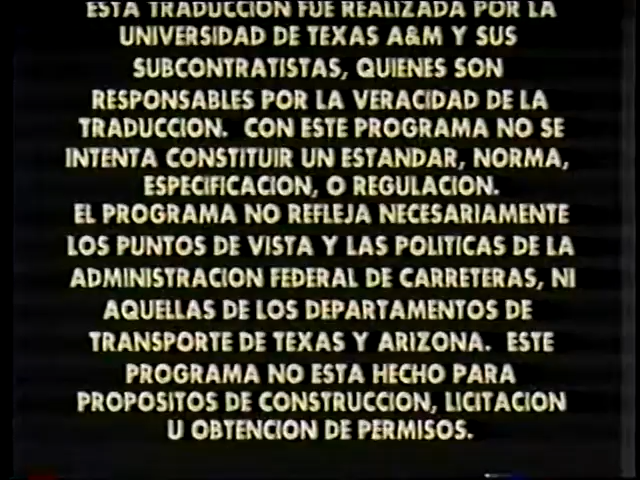 ESTA TRADUCCION FUE REALIZADA POR LA
UNIVERSIDAD DE TEXAS A&M Y SUS
SUBCONTRATISTAS, QUIENES SON
RESPONSABLES POR LA VERACIDAD DE LA
TRADUCCION. CON ESTE PROGRAMA NO SE
INTENTA CONSTITUIR UN ESTANDAR, NORMA,
ESPECIFICACION, O REGULACION.
EL PROGRAMA NO REFLEJA NECESARIAMENTE
LOS PUNTOS DE VISTA Y LAS POLITICAS DE LA
ADMINISTRACION FEDERAL DE CARRETERAS, NI
AQUELLAS DE LOS DEPARTAMENTOS DE
TRANSPORTE DE TEXAS Y ARIZONA. ESTE
PROGRAMA NO ESTA HECHO PARA
PROPOSITOS DE CONSTRUCCION, LICITACION
U OBTENCION DE PERMISOS.